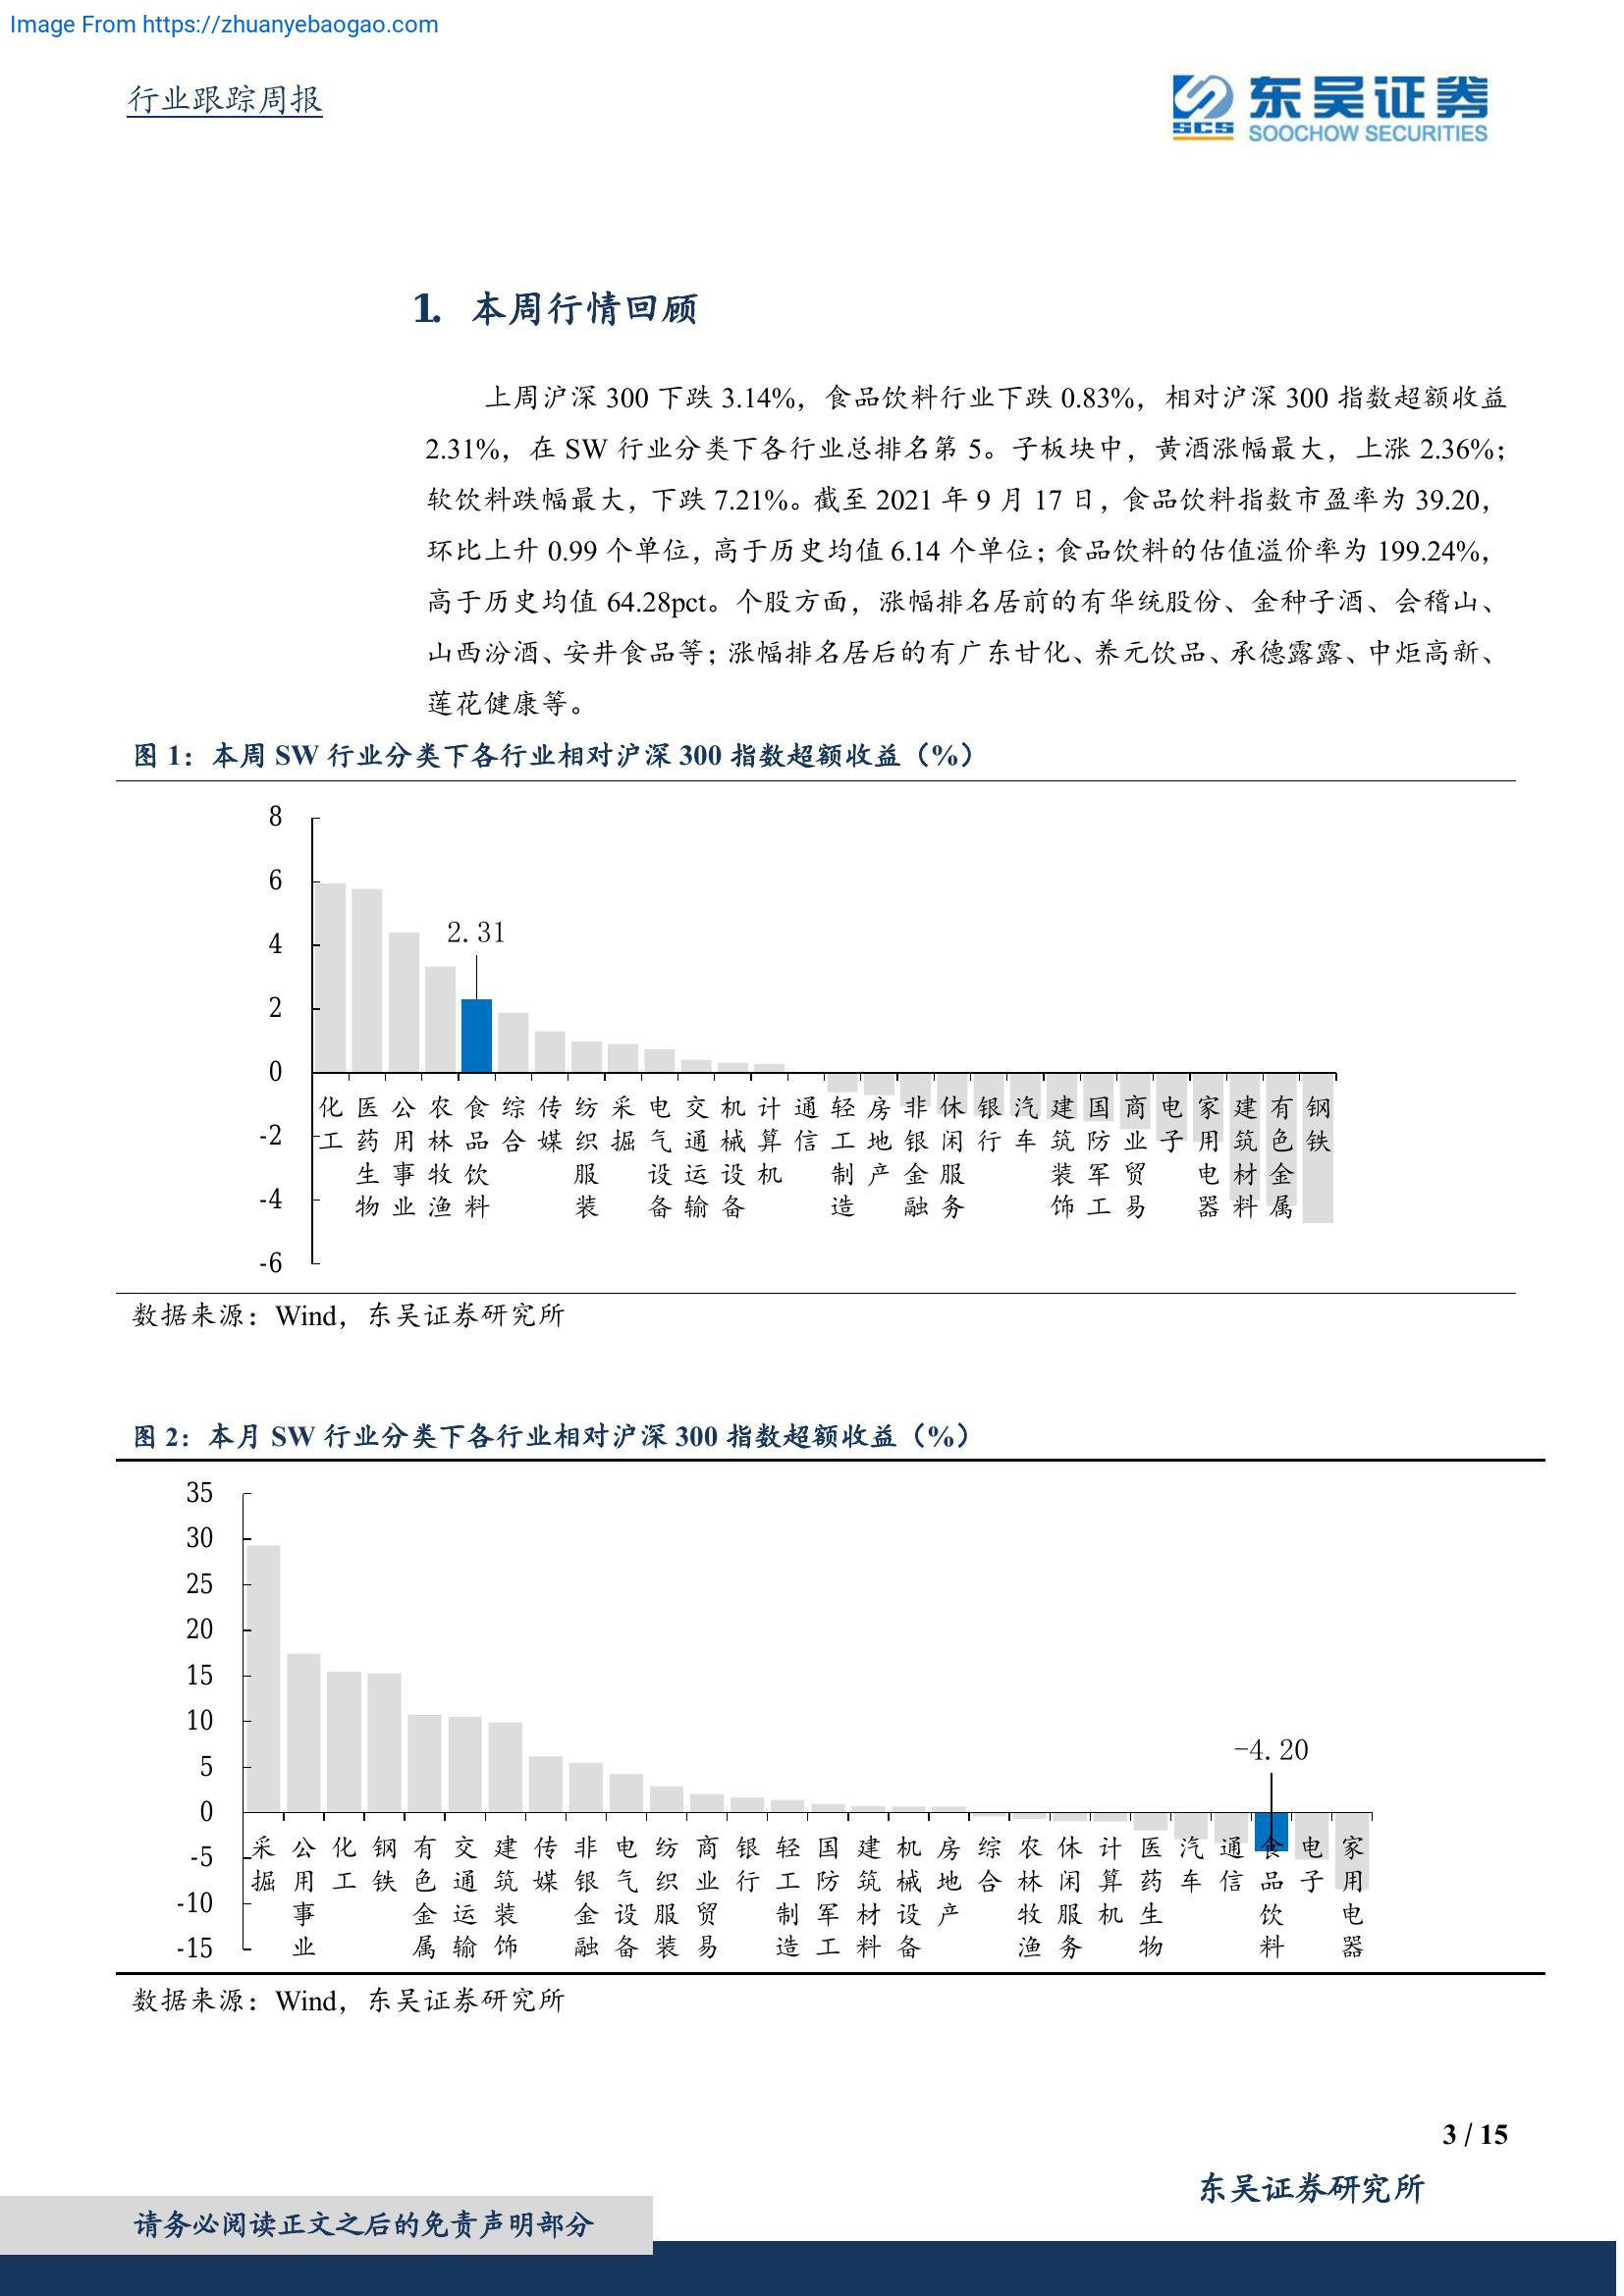 Image From https://zhuanyebaogao.com
行业跟踪周报
SCS 东吴证券
SOOCHOW SECURITIES
1. 本周行情回顾
上周沪深 300 下跌 3.14%，食品饮料行业下跌 0.83%，相对沪深 300 指数超额收益
2.31%，在 SW 行业分类下各行业总排名第 5。子板块中，黄酒涨幅最大，上涨 2.36%；
软饮料跌幅最大，下跌 7.21%。截至 2021 年 9 月 17 日，食品饮料指数市盈率为 39.20，
环比上升 0.99 个单位，高于历史均值 6.14 个单位；食品饮料的估值溢价率为 199.24%，
高于历史均值 64.28pct。个股方面，涨幅排名居前的有华统股份、金种子酒、会稽山、
山西汾酒、安井食品等；涨幅排名居后的有广东甘化、养元饮品、承德露露、中炬高新、
莲花健康等。
图 1：本周 SW 行业分类下各行业相对沪深 300 指数超额收益（%）
8
6
4
2
0
-2
-4
-6
2.31
化工 医药生物 公用事业 农林牧渔 食品饮料 综合 传媒 纺织服装 采掘 电气设备 交通运输 机械设备 计算机 通信 轻工制造 房地产 非银金融 休闲服务 银行 汽车 建筑装饰 国防军工 商业贸易 电子 家用电器 建筑材料 有色金属 钢铁
数据来源：Wind，东吴证券研究所
图 2：本月 SW 行业分类下各行业相对沪深 300 指数超额收益（%）
35
30
25
20
15
10
5
0
-5
-10
-15
-4.20
采掘 公用事业 化工 钢铁 有色金属 交通运输 建筑装饰 传媒 非银金融 电气设备 纺织服装 商业贸易 银行 轻工制造 国防军工 建筑材料 机械设备 房地产 综合 农林牧渔 休闲服务 计算机 医药生物 汽车 通信 食品饮料 电子 家用电器
数据来源：Wind，东吴证券研究所
3 / 15
东吴证券研究所
请务必阅读正文之后的免责声明部分